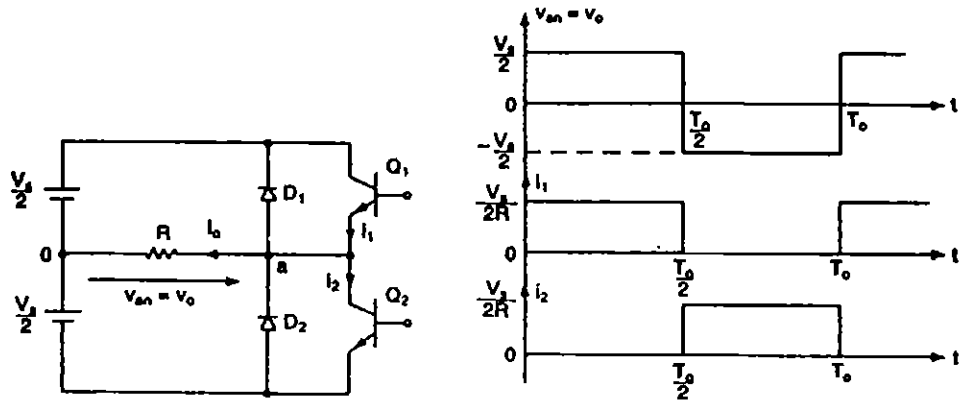 Vs/2
Q1
D1
R
Io
i1
0
a
i2
van = vo
Vs/2
D2
Q2
van = vo
Vs/2
0
t
To/2
To
-Vs/2
i1
Vs/2R
0
t
To/2
To
i2
Vs/2R
0
t
To/2
To